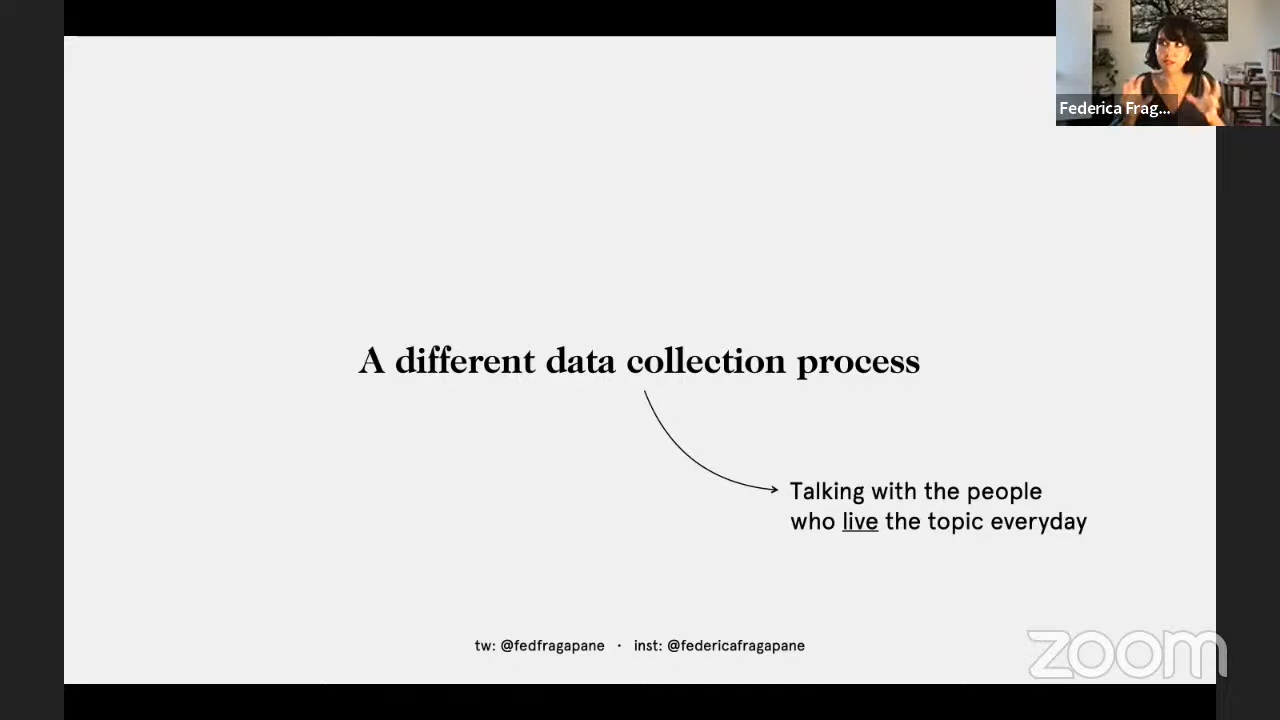 Federica Frag...
A different data collection process
Talking with the people
who live the topic everyday
tw: @fedfragapane · inst: @federicafragapane
zoom